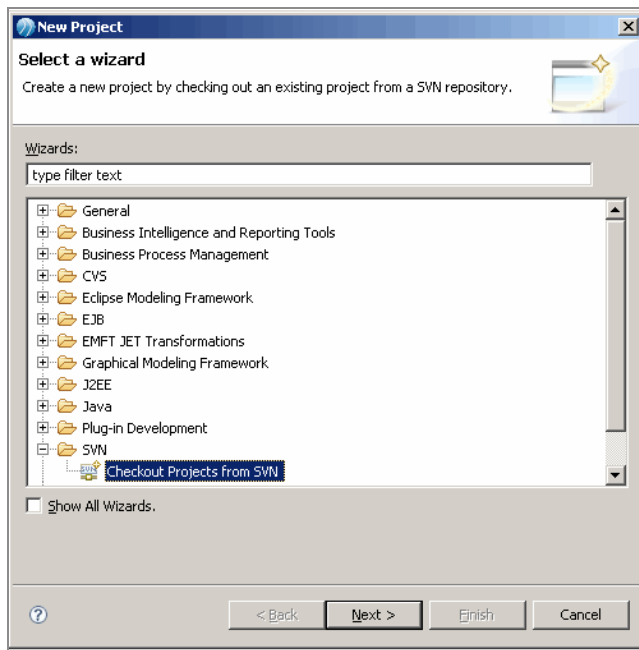 New Project
Select a wizard
Create a new project by checking out an existing project from a SVN repository.
Wizards:
type filter text
General
Business Intelligence and Reporting Tools
Business Process Management
CVS
Eclipse Modeling Framework
EJB
EMFT JET Transformations
Graphical Modeling Framework
J2EE
Java
Plug-in Development
SVN
Checkout Projects from SVN
Show All Wizards.
? < Back Next > Finish Cancel